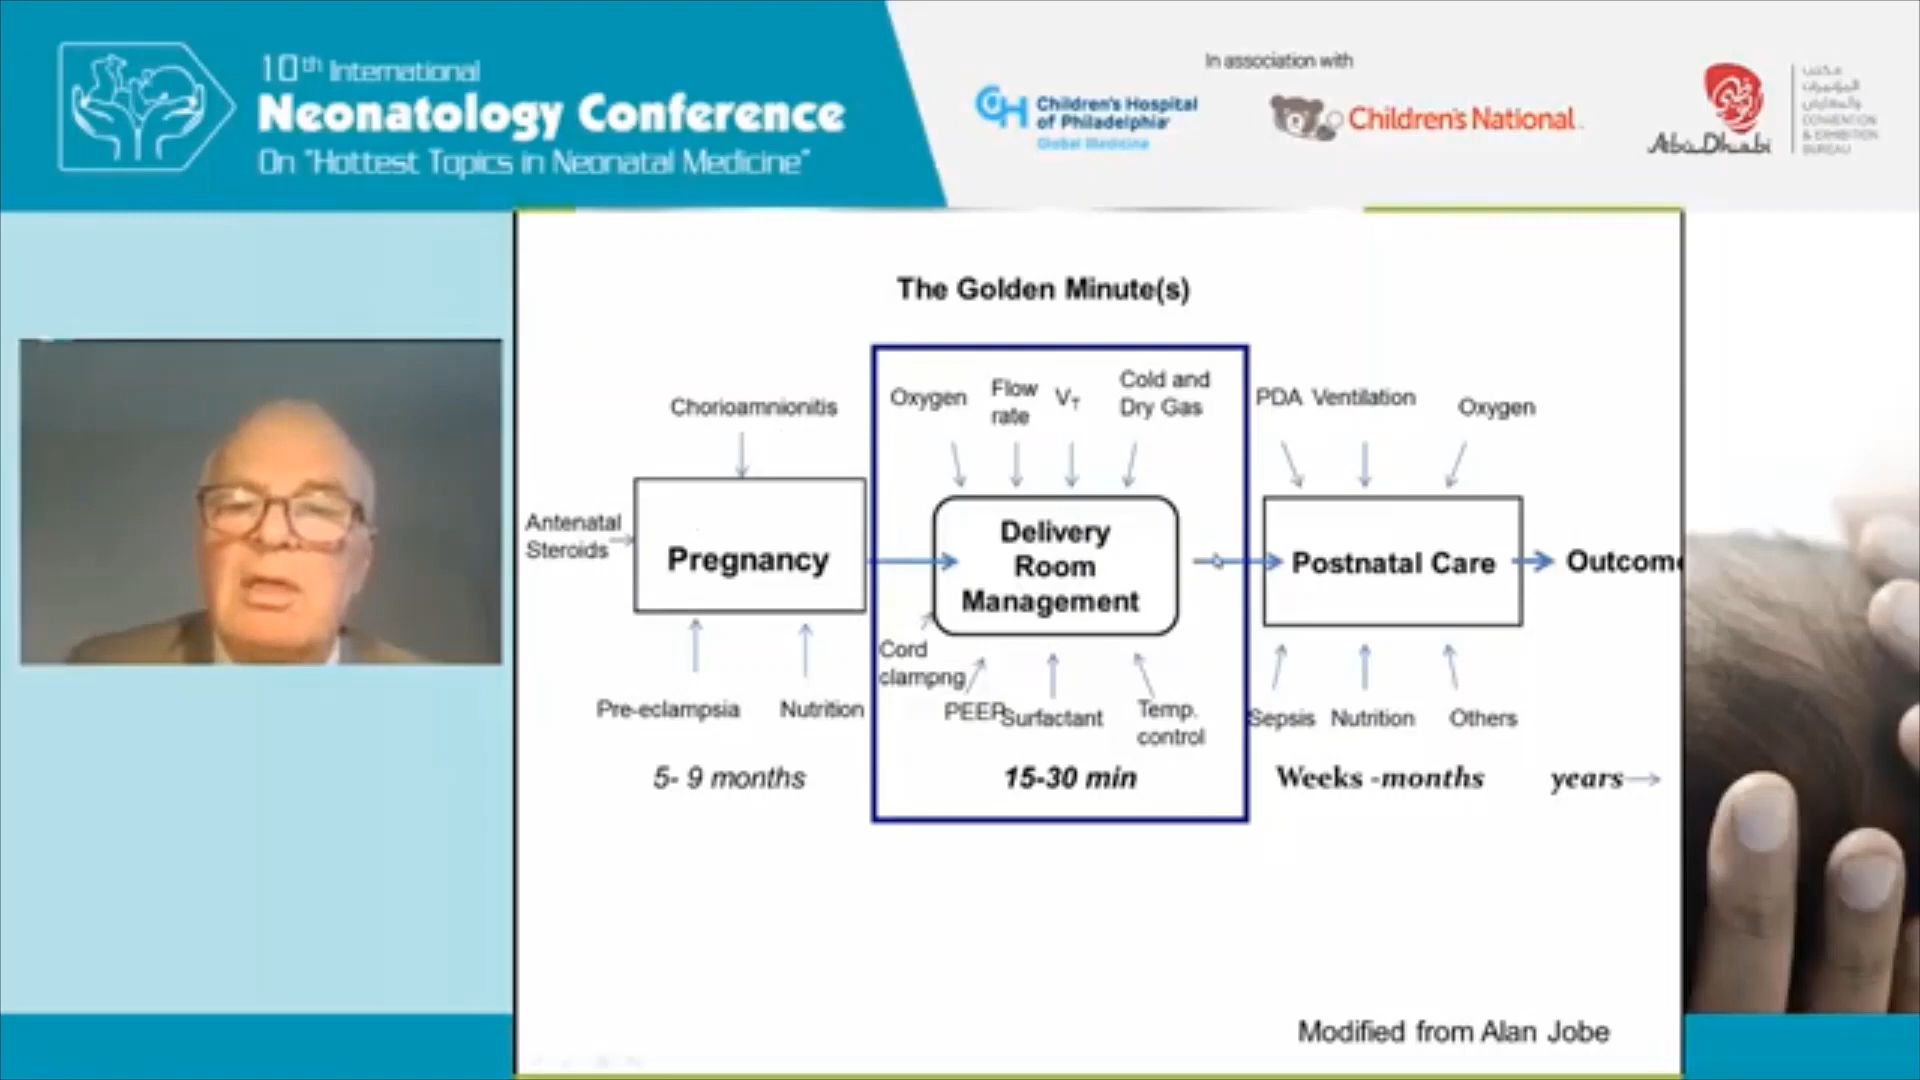 10th International
Neonatology Conference
On "Hottest Topics in Neonatal Medicine"
In association with
CH Children's Hospital
of Philadelphia
Global Medicine
Children's National
Abu Dhabi
CONVENTION
& EXHIBITION
BUREAU
The Golden Minute(s)
Chorioamnionitis
Oxygen
Flow
rate
VT
Cold and
Dry Gas
PDA Ventilation
Oxygen
Antenatal
Steroids
Pregnancy
Delivery
Room
Management
Postnatal Care
Outcome
Cord
clampng
Pre-eclampsia
Nutrition
PEEP
Surfactant
Temp.
control
Sepsis
Nutrition
Others
5- 9 months
15-30 min
Weeks -months
years
Modified from Alan Jobe